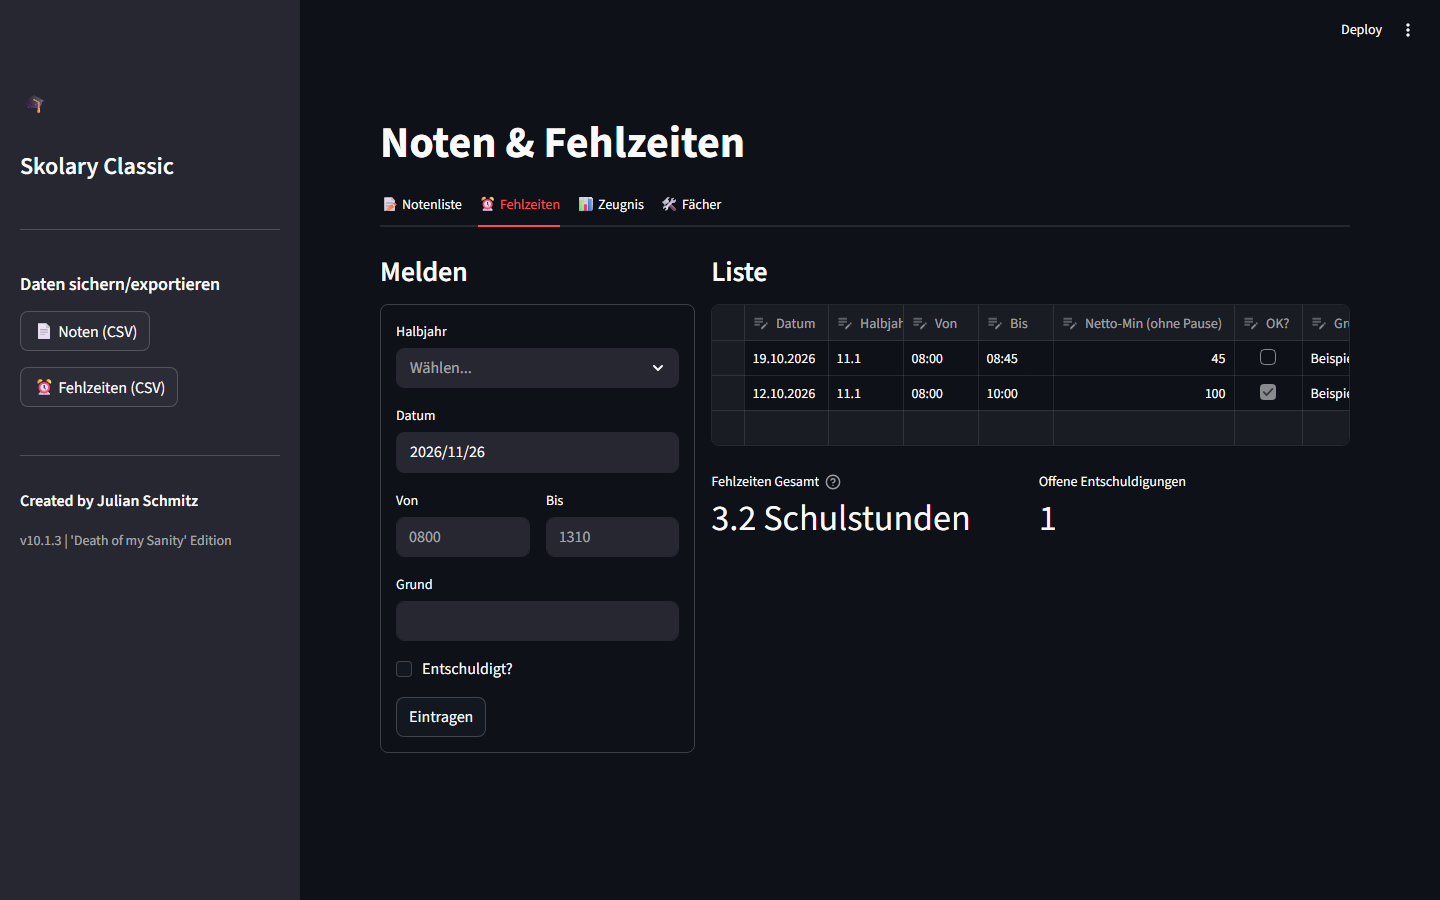 Deploy
Skolary Classic
Daten sichern/exportieren
Noten (CSV)
Fehlzeiten (CSV)
Created by Julian Schmitz
v10.1.3 | 'Death of my Sanity' Edition
Noten & Fehlzeiten
Notenliste Fehlzeiten Zeugnis Fächer
Melden
Halbjahr
Wählen...
Datum
2026/11/26
Von Bis
0800 1310
Grund
Entschuldigt?
Eintragen
Liste
Datum Halbjah Von Bis Netto-Min (ohne Pause) OK? Gru
19.10.2026 11.1 08:00 08:45 45 Beispie
12.10.2026 11.1 08:00 10:00 100 Beispie
Fehlzeiten Gesamt Offene Entschuldigungen
3.2 Schulstunden 1